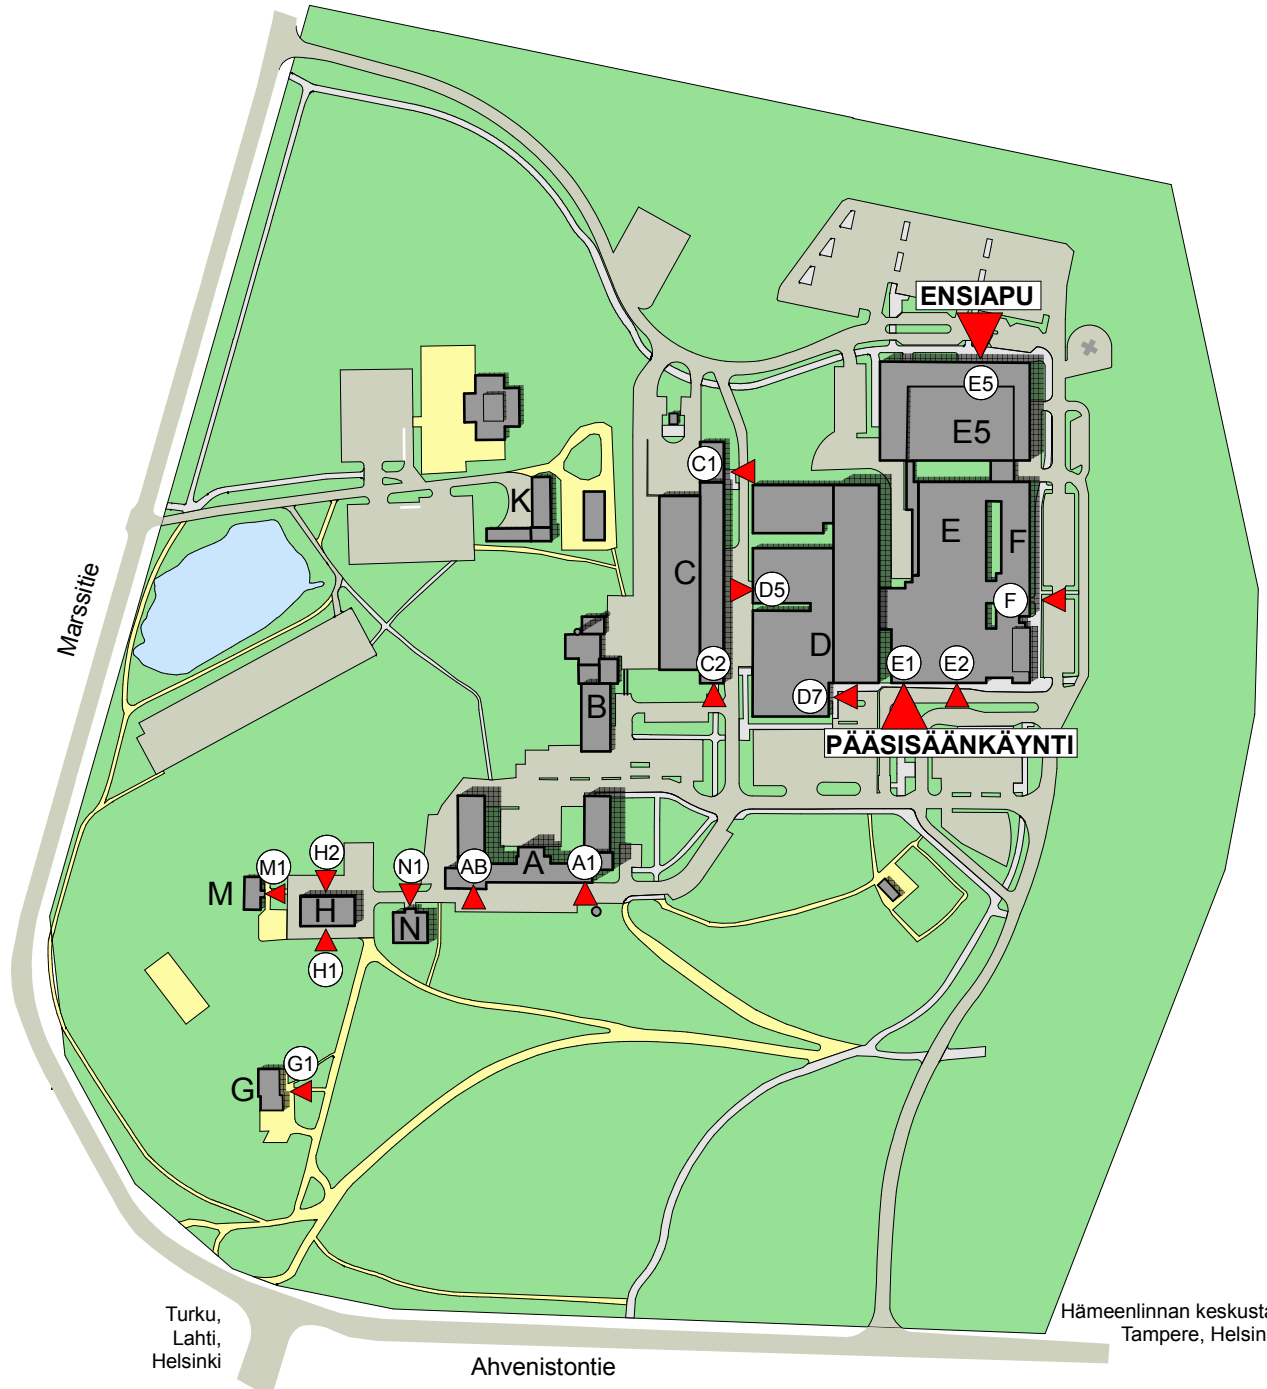 ENSIAPU
E5
E5
C1
K
E
F
C
D5
F
Marssitie
D
C2
E1
E2
B
D7
PÄÄSISÄÄNKÄYNTI
H2
M1
N1
AB
A
A1
M
H
N
H1
G1
G
Turku,
Lahti,
Helsinki
Hämeenlinnan keskusta
Tampere, Helsin
Ahvenistontie